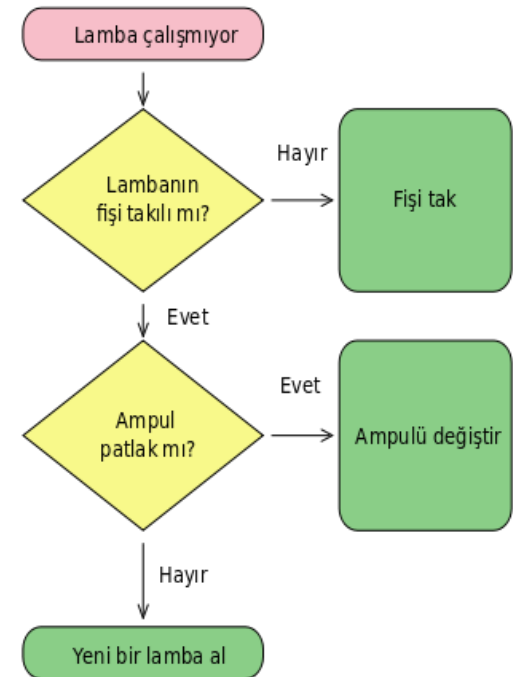 Lamba çalışmıyor
Hayır
Lambanın
fişi takılı mı?
Fişi tak
Evet
Evet
Ampul
patlak mı?
Ampulü değiştir
Hayır
Yeni bir lamba al